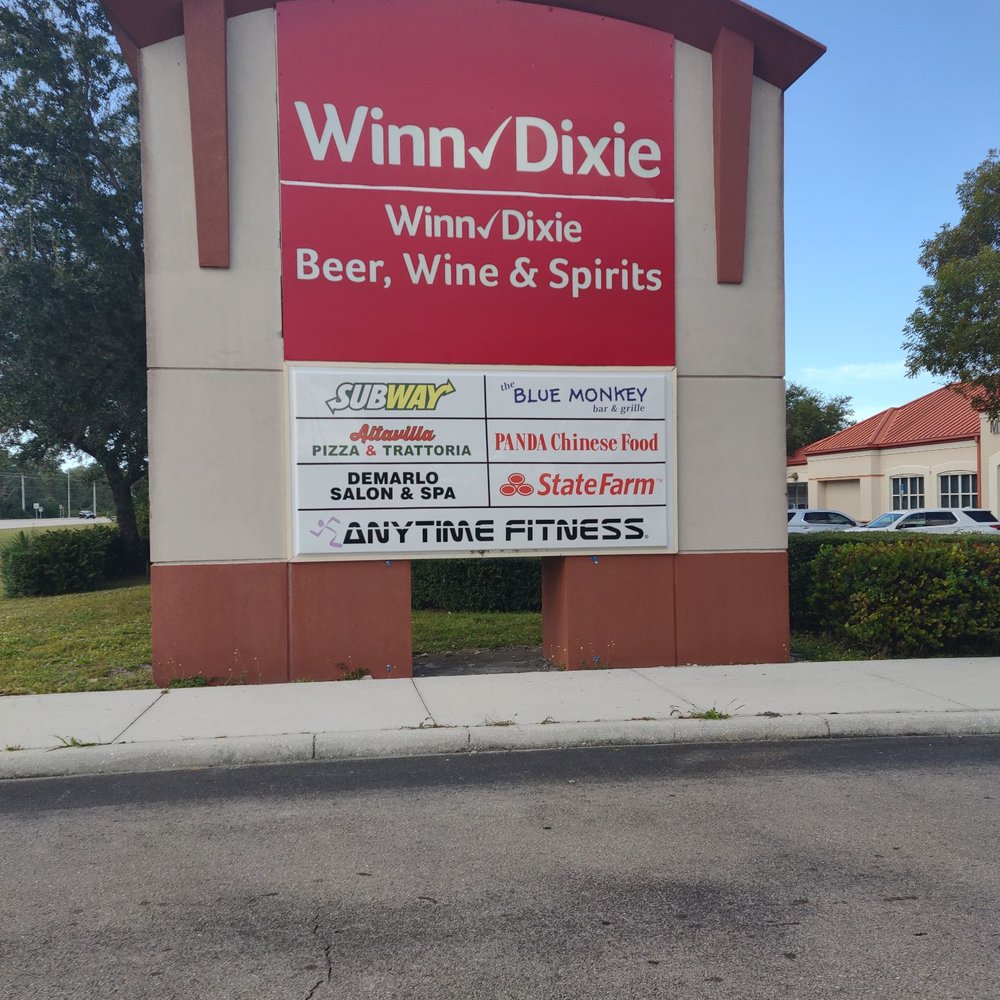 Winn✓Dixie
Winn✓Dixie
Beer, Wine & Spirits
SUBWAY
the BLUE MONKEY
bar & grille
Altavilla
PIZZA & TRATTORIA
PANDA Chinese Food
DEMARLO
SALON & SPA
StateFarm™
ANYTIME FITNESS®